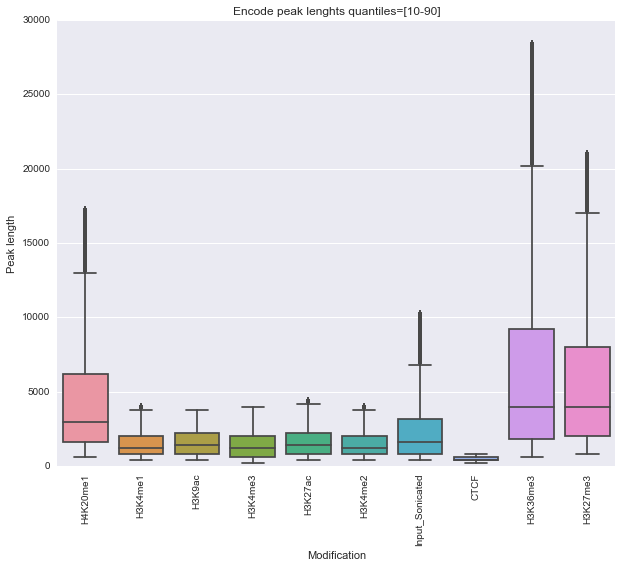 Encode peak lenghts quantiles=[10-90]
Peak length
30000
25000
20000
15000
10000
5000
0
H4K20me1
H3K4me1
H3K9ac
H3K4me3
H3K27ac
H3K4me2
Input_Sonicated
CTCF
H3K36me3
H3K27me3
Modification